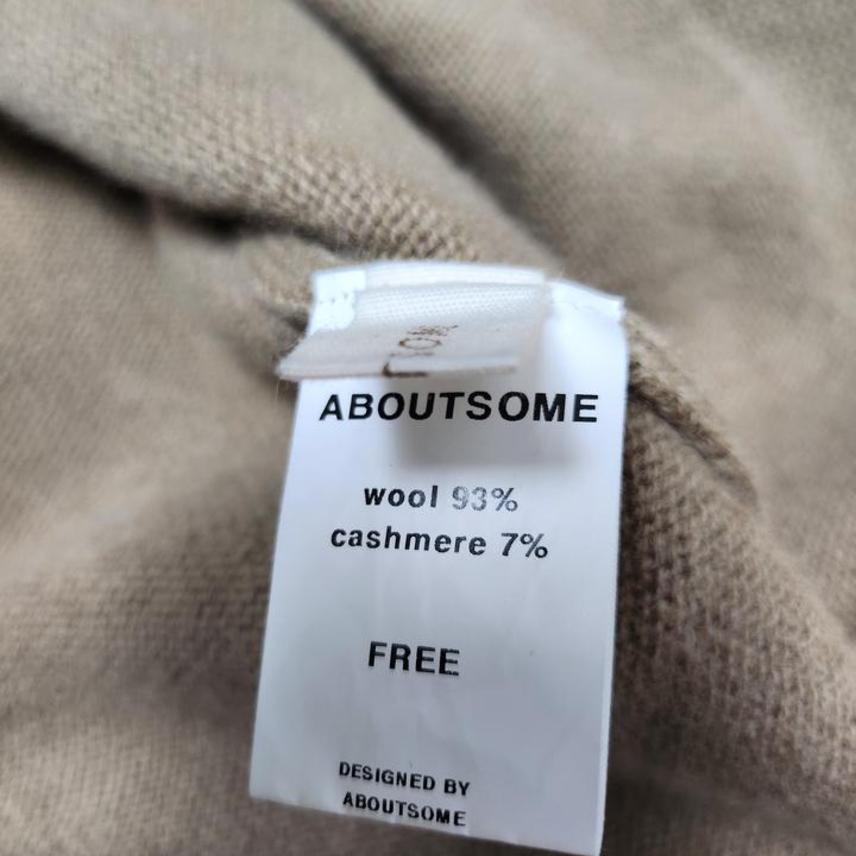 ABOUTSOME
wool 93%
cashmere 7%
FREE
DESIGNED BY
ABOUTSOME